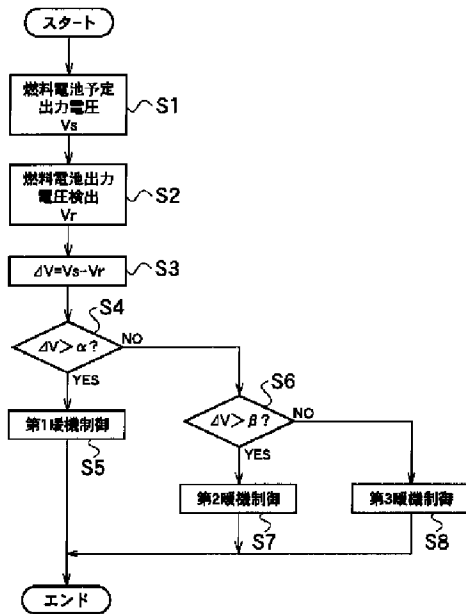 スタート
燃料電池予定
出力電圧
Vs
S1
燃料電池出力
電圧検出
Vr
S2
ΔV=Vs-Vr
S3
S4
ΔV>α?
NO
YES
S6
ΔV>β?
NO
YES
第1暖機制御
S5
第2暖機制御
S7
第3暖機制御
S8
エンド